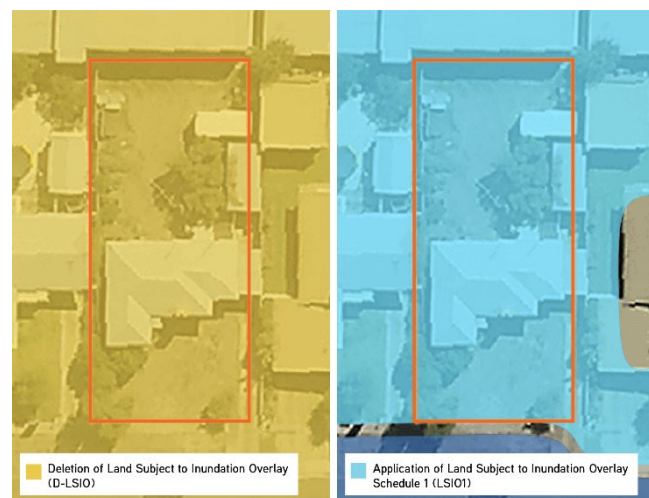 Deletion of Land Subject to Inundation Overlay
(D-LSIO)
Application of Land Subject to Inundation Overlay
Schedule 1 (LSIO1)